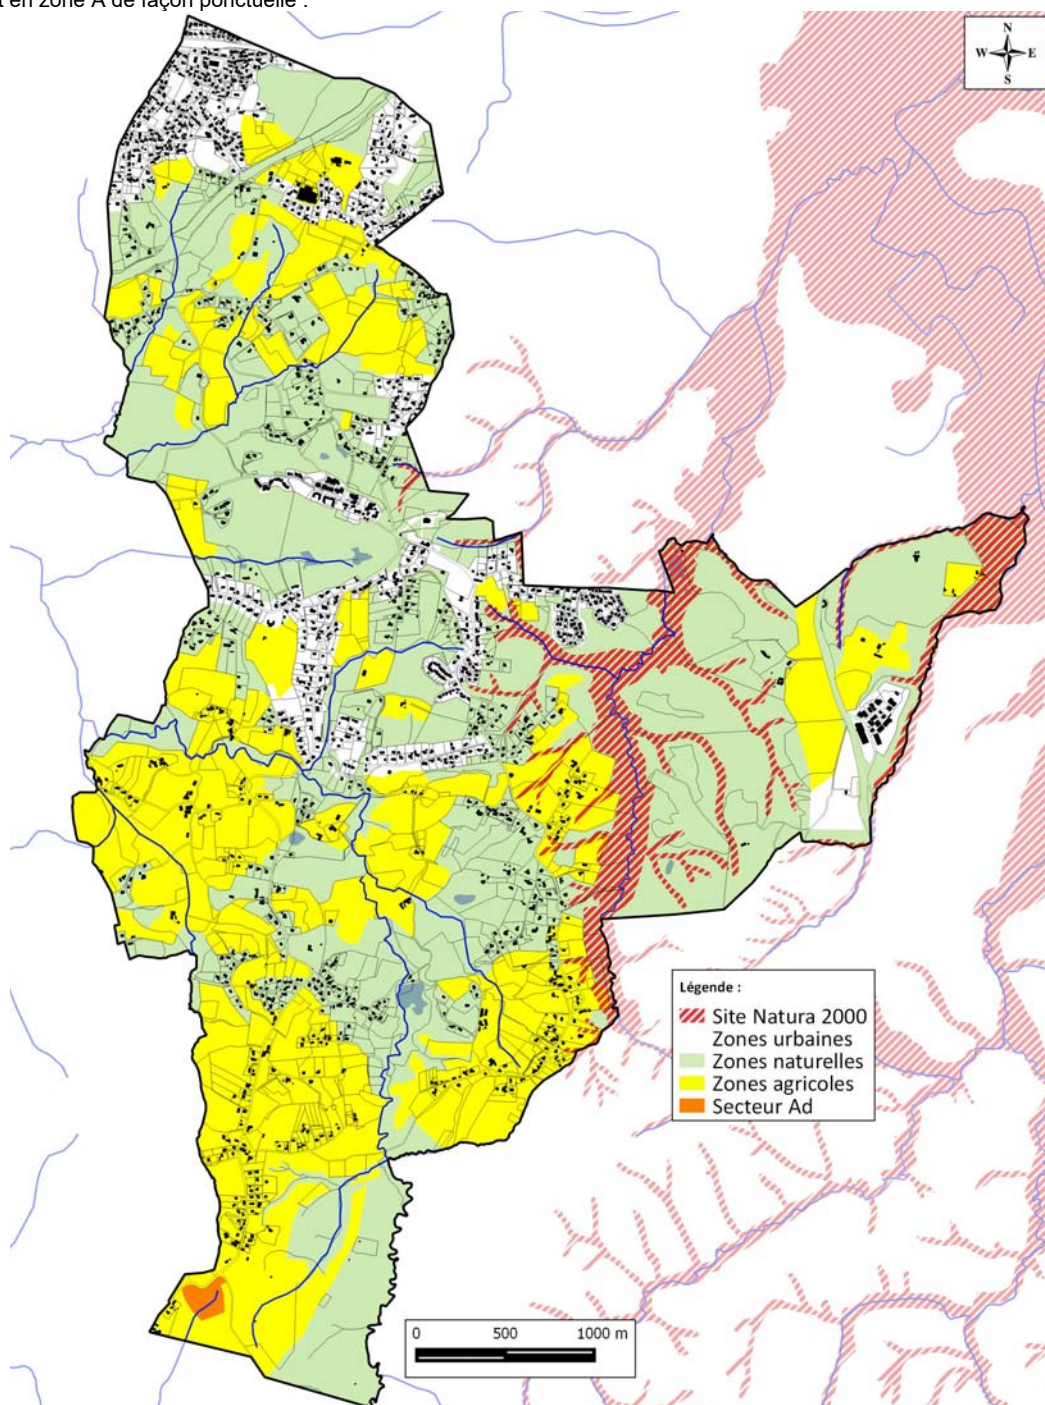 en zone A de façon ponctuelle :
N
W E
S
Légende :
Site Natura 2000
Zones urbaines
Zones naturelles
Zones agricoles
Secteur Ad
0 500 1000 m